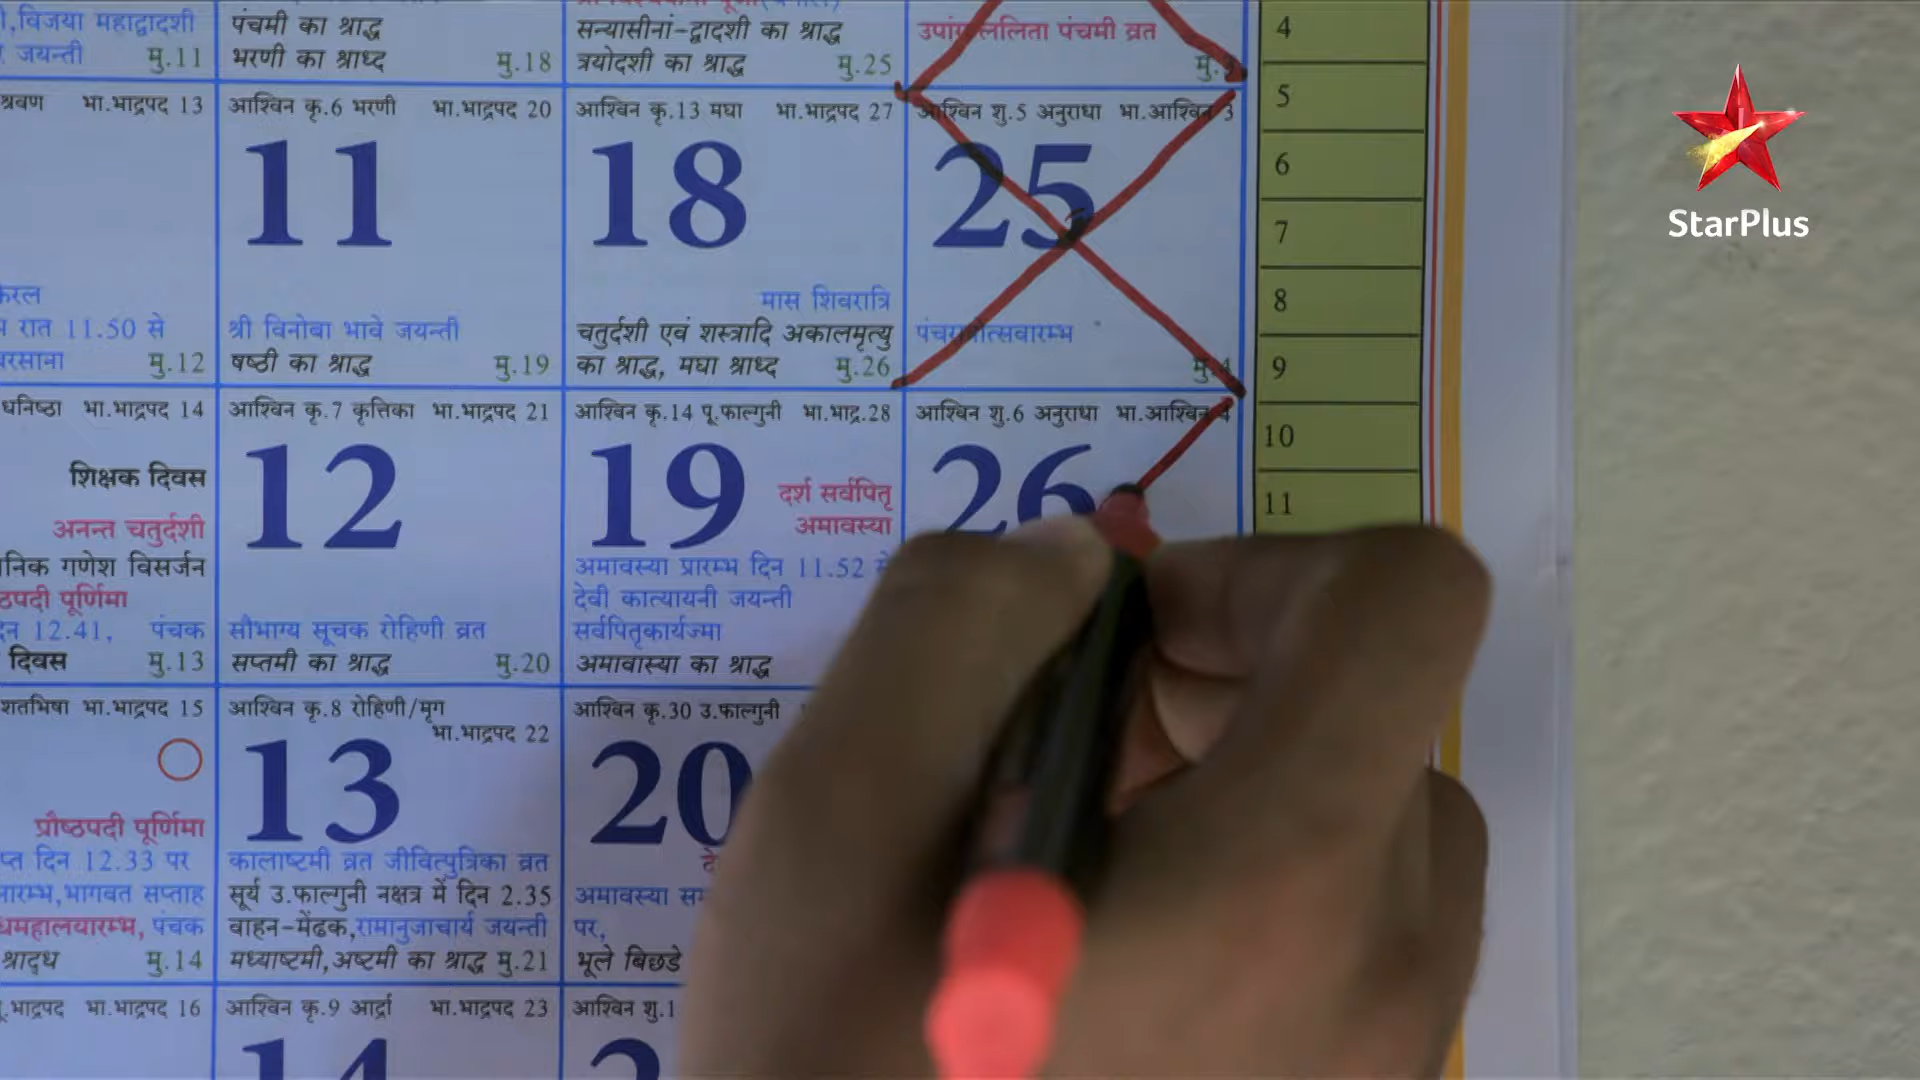 ,विजया महाद्वादशी
जयन्ती मु.11
पंचमी का श्राद्ध
भरणी का श्राध्द मु.18
सन्यासीनां-द्वादशी का श्राद्ध
त्रयोदशी का श्राद्ध मु.25
उपांग ललिता पंचमी व्रत
4
5
6
7
8
9
10
11
StarPlus
श्रवण भा.भाद्रपद 13
आश्विन कृ.6 भरणी भा.भाद्रपद 20
आश्विन कृ.13 मघा भा.भाद्रपद 27
आश्विन शु.5 अनुराधा भा.आश्विन 3
11
18
25
रात 11.50 से
बरसाना मु.12
श्री विनोबा भावे जयन्ती
षष्ठी का श्राद्ध मु.19
मास शिवरात्रि
चतुर्दशी एवं शस्त्रादि अकालमृत्यु
का श्राद्ध, मघा श्राध्द मु.26
मु.4
धनिष्ठा भा.भाद्रपद 14
आश्विन कृ.7 कृत्तिका भा.भाद्रपद 21
आश्विन कृ.14 पू.फाल्गुनी भा.भाद्र.28
आश्विन शु.6 अनुराधा भा.आश्विन 4
शिक्षक दिवस
अनन्त चतुर्दशी
गणेश विसर्जन
पूर्णिमा
12.41, पंचक
दिवस मु.13
12
सौभाग्य सूचक रोहिणी व्रत
सप्तमी का श्राद्ध मु.20
19
दर्श सर्वपितृ
अमावस्या
अमावस्या प्रारम्भ दिन 11.52 से
देवी कात्यायनी जयन्ती
सर्वपितृकार्यज्मा
अमावास्या का श्राद्ध
26
शतभिषा भा.भाद्रपद 15
आश्विन कृ.8 रोहिणी/मृग
भा.भाद्रपद 22
आश्विन कृ.30 उ.फाल्गुनी
प्रौष्ठपदी पूर्णिमा
दिन 12.33 पर
भागवत सप्ताह
पंचक
श्राद्ध मु.14
13
कालाष्टमी व्रत जीवित्पुत्रिका व्रत
सूर्य उ.फाल्गुनी नक्षत्र में दिन 2.35
वाहन-मेंढक,रामानुजाचार्य जयन्ती
मध्याष्टमी,अष्टमी का श्राद्ध मु.21
20
अमावस्या
पर,
भूले बिछडे
भाद्रपद भा.भाद्रपद 16
आश्विन कृ.9 आर्द्रा भा.भाद्रपद 23
आश्विन शु.1
14